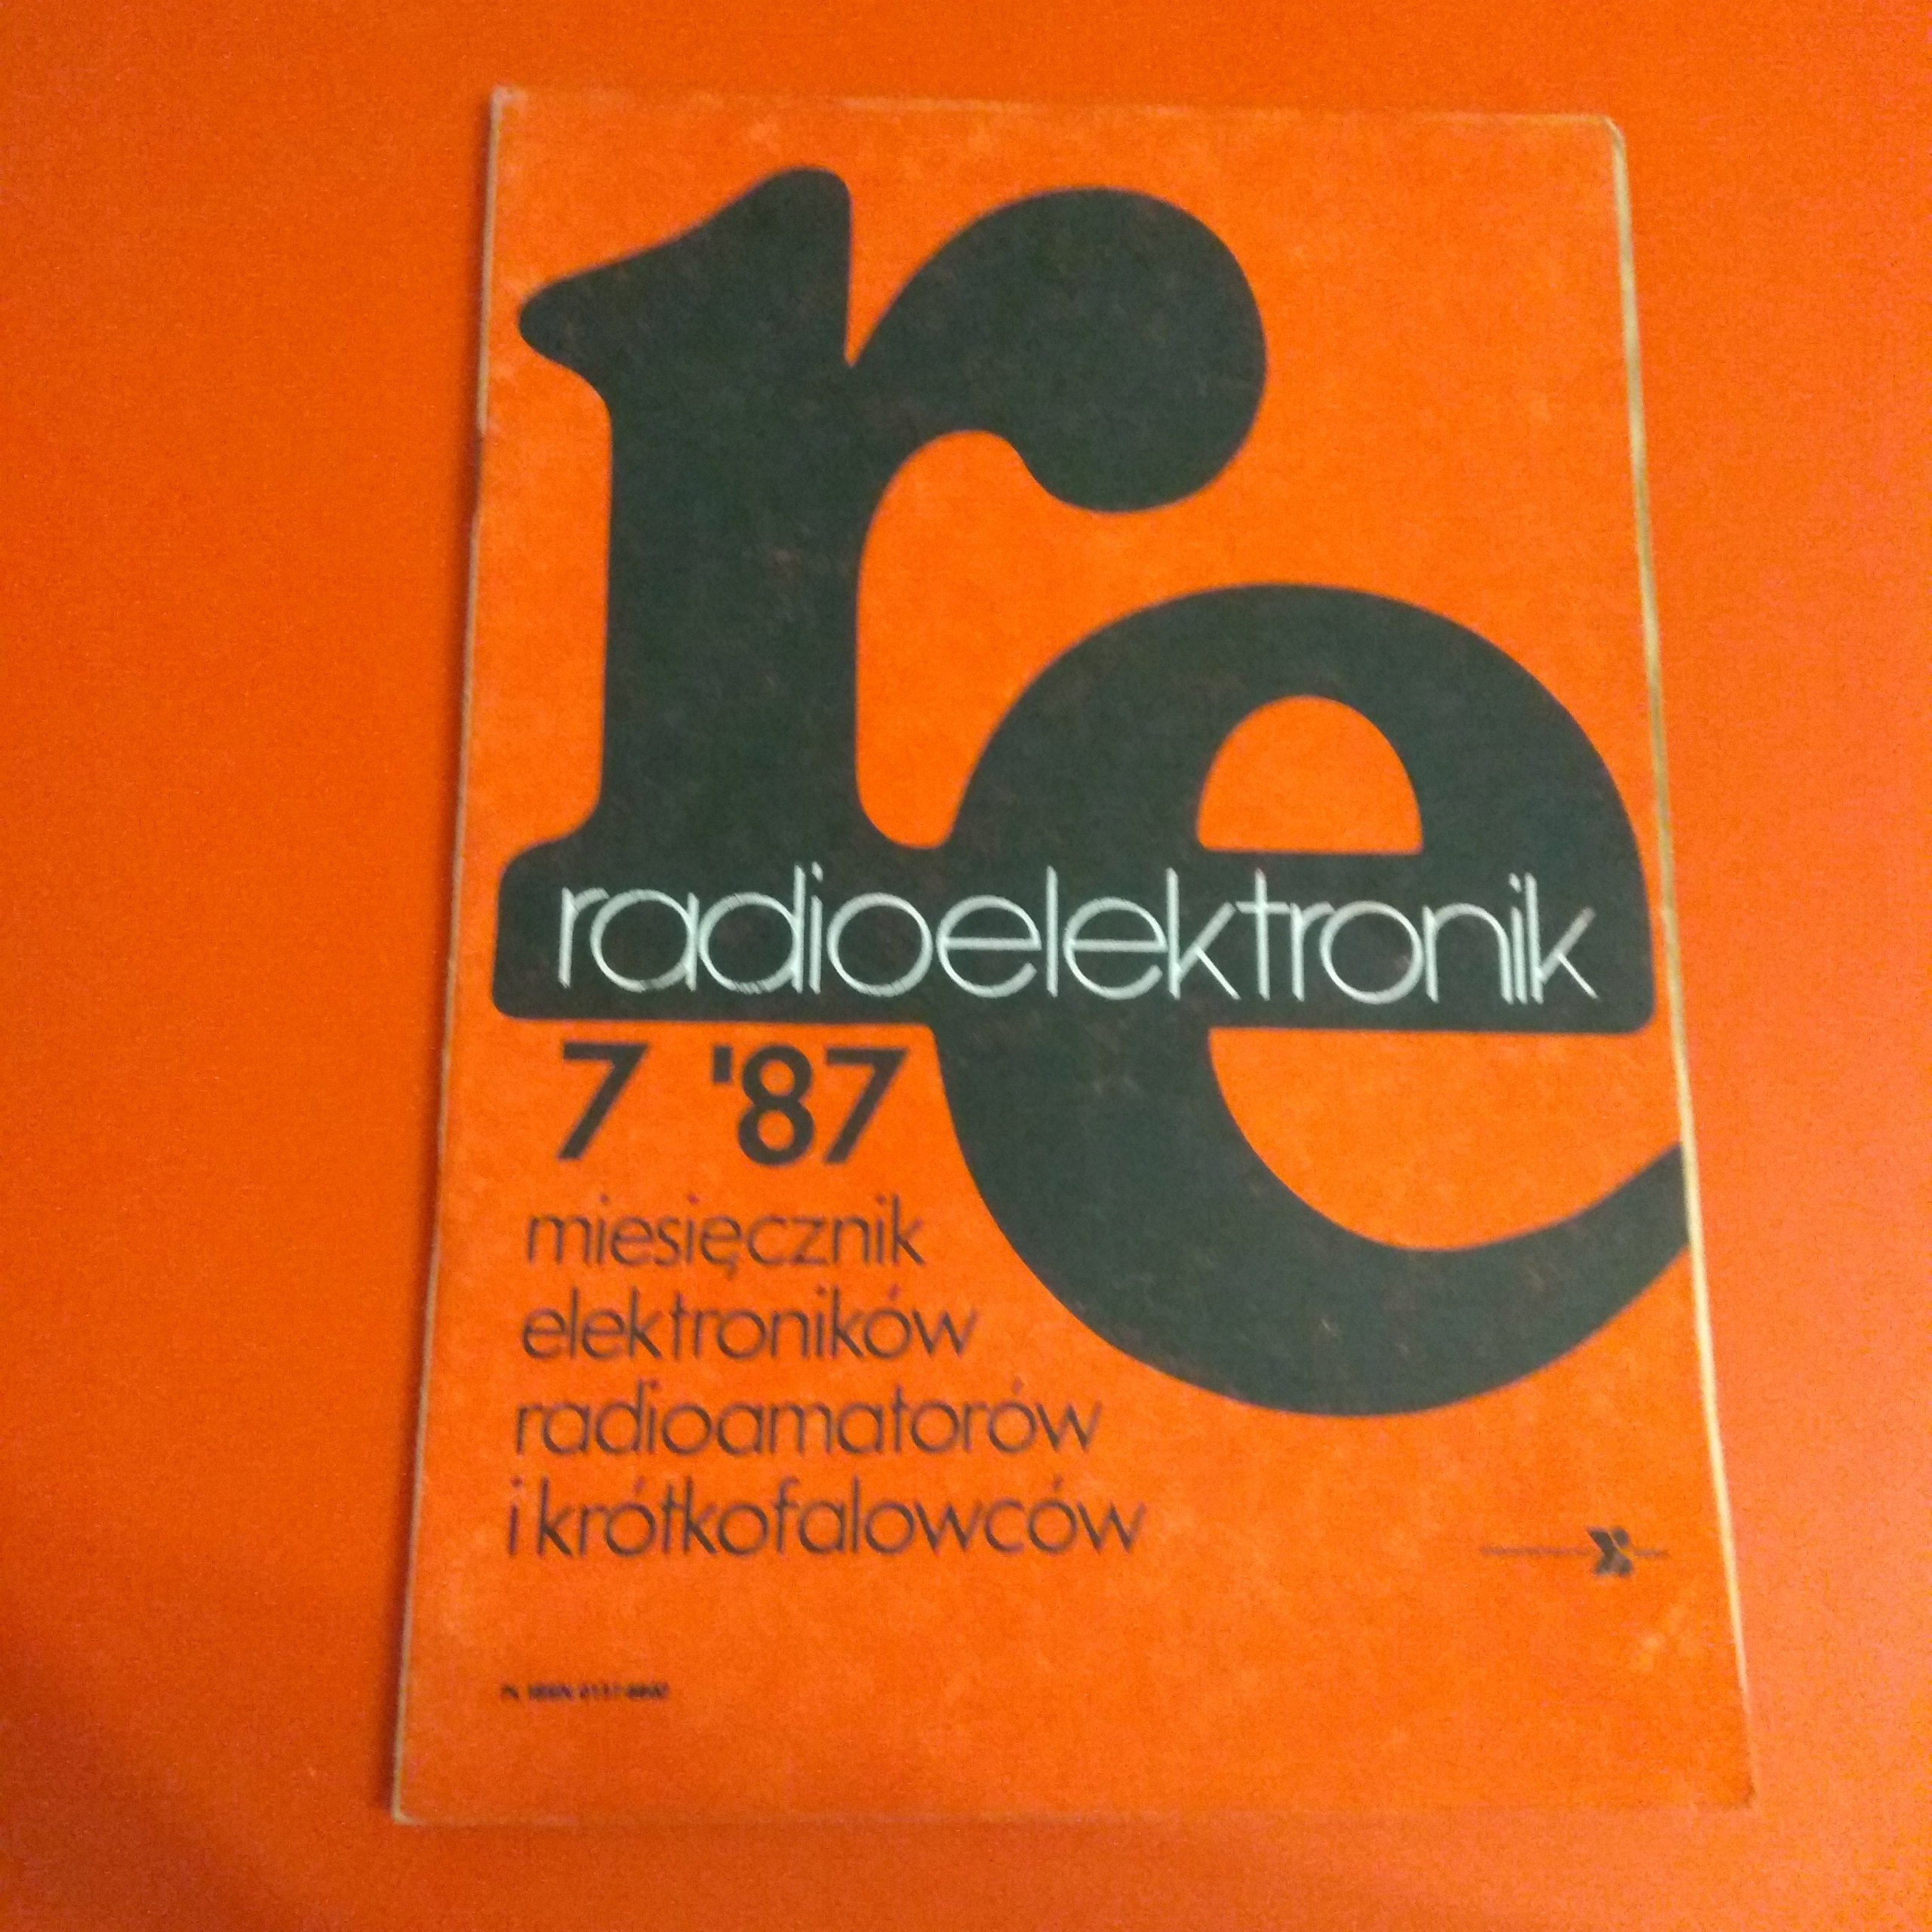 re
radioelektronik
7 '87
miesięcznik
elektroników
radioamatorów
i krótkofalowców